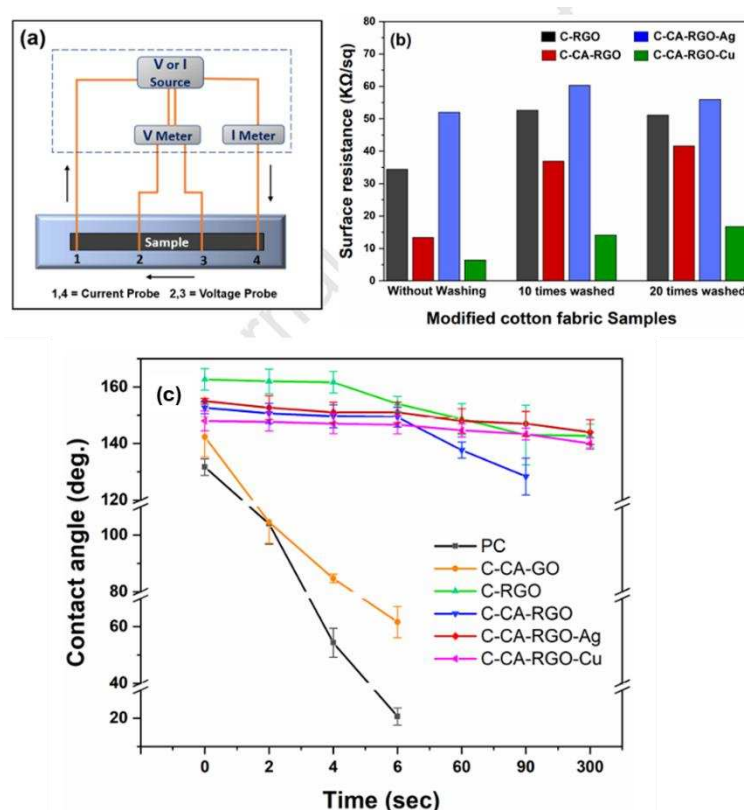 (a)
V or I
Source
V Meter
I Meter
Sample
1 2 3 4
1,4 = Current Probe 2,3 = Voltage Probe
(b)
C-RGO C-CA-RGO-Ag
C-CA-RGO C-CA-RGO-Cu
Surface resistance (KΩ/sq)
80
70
60
50
40
30
20
10
0
Without Washing 10 times washed 20 times washed
Modified cotton fabric Samples
(c)
Contact angle (deg.)
160
140
120
100
80
60
40
20
PC
C-CA-GO
C-RGO
C-CA-RGO
C-CA-RGO-Ag
C-CA-RGO-Cu
0 2 4 6 60 90 300
Time (sec)